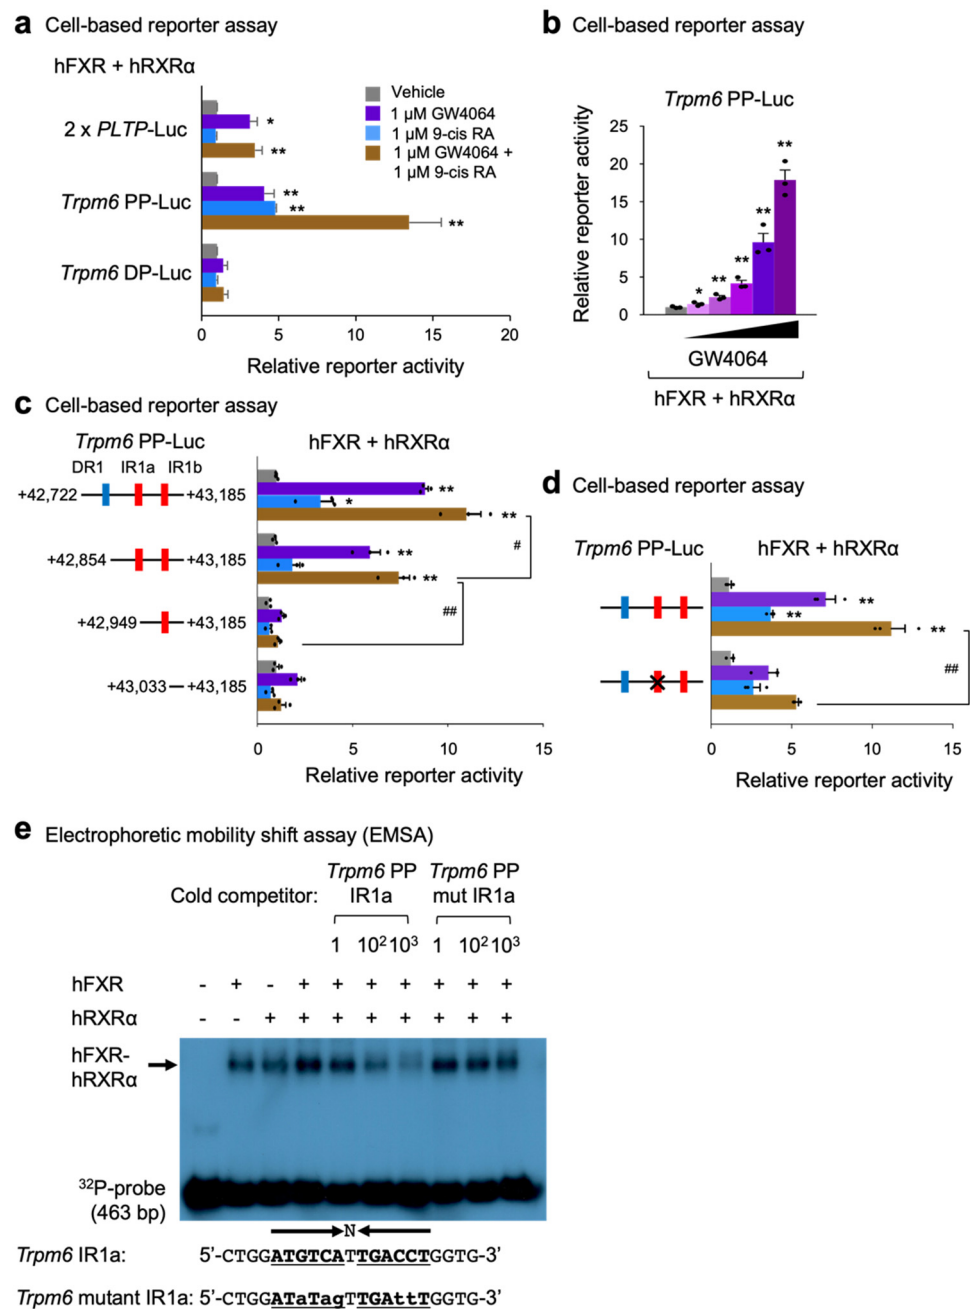 a Cell-based reporter assay
hFXR + hRXRα
2 x PLTP-Luc
Trpm6 PP-Luc
Trpm6 DP-Luc
Vehicle
1 µM GW4064
1 µM 9-cis RA
1 µM GW4064 +
1 µM 9-cis RA
*
**
**
**
**
0 5 10 15 20
Relative reporter activity
b Cell-based reporter assay
Trpm6 PP-Luc
Relative reporter activity
25
20
15
10
5
0
* ** ** ** **
GW4064
hFXR + hRXRα
c Cell-based reporter assay
Trpm6 PP-Luc
hFXR + hRXRα
DR1 IR1a IR1b
+42,722 +43,185
+42,854 +43,185
+42,949 +43,185
+43,033 +43,185
**
*
**
#
**
**
##
0 5 10 15
Relative reporter activity
d Cell-based reporter assay
Trpm6 PP-Luc
hFXR + hRXRα
**
**
**
##
0 5 10 15
Relative reporter activity
e Electrophoretic mobility shift assay (EMSA)
Cold competitor:
Trpm6 PP
IR1a
Trpm6 PP
mut IR1a
1 10² 10³ 1 10² 10³
hFXR - + - + + + + + + +
hRXRα - - + + + + + + + +
hFXR-
hRXRα
³²P-probe
(463 bp)
N
Trpm6 IR1a: 5'-CTGGATGTCATTGACCTGGTG-3'
Trpm6 mutant IR1a: 5'-CTGGATaTagTTGAttTGGTG-3'